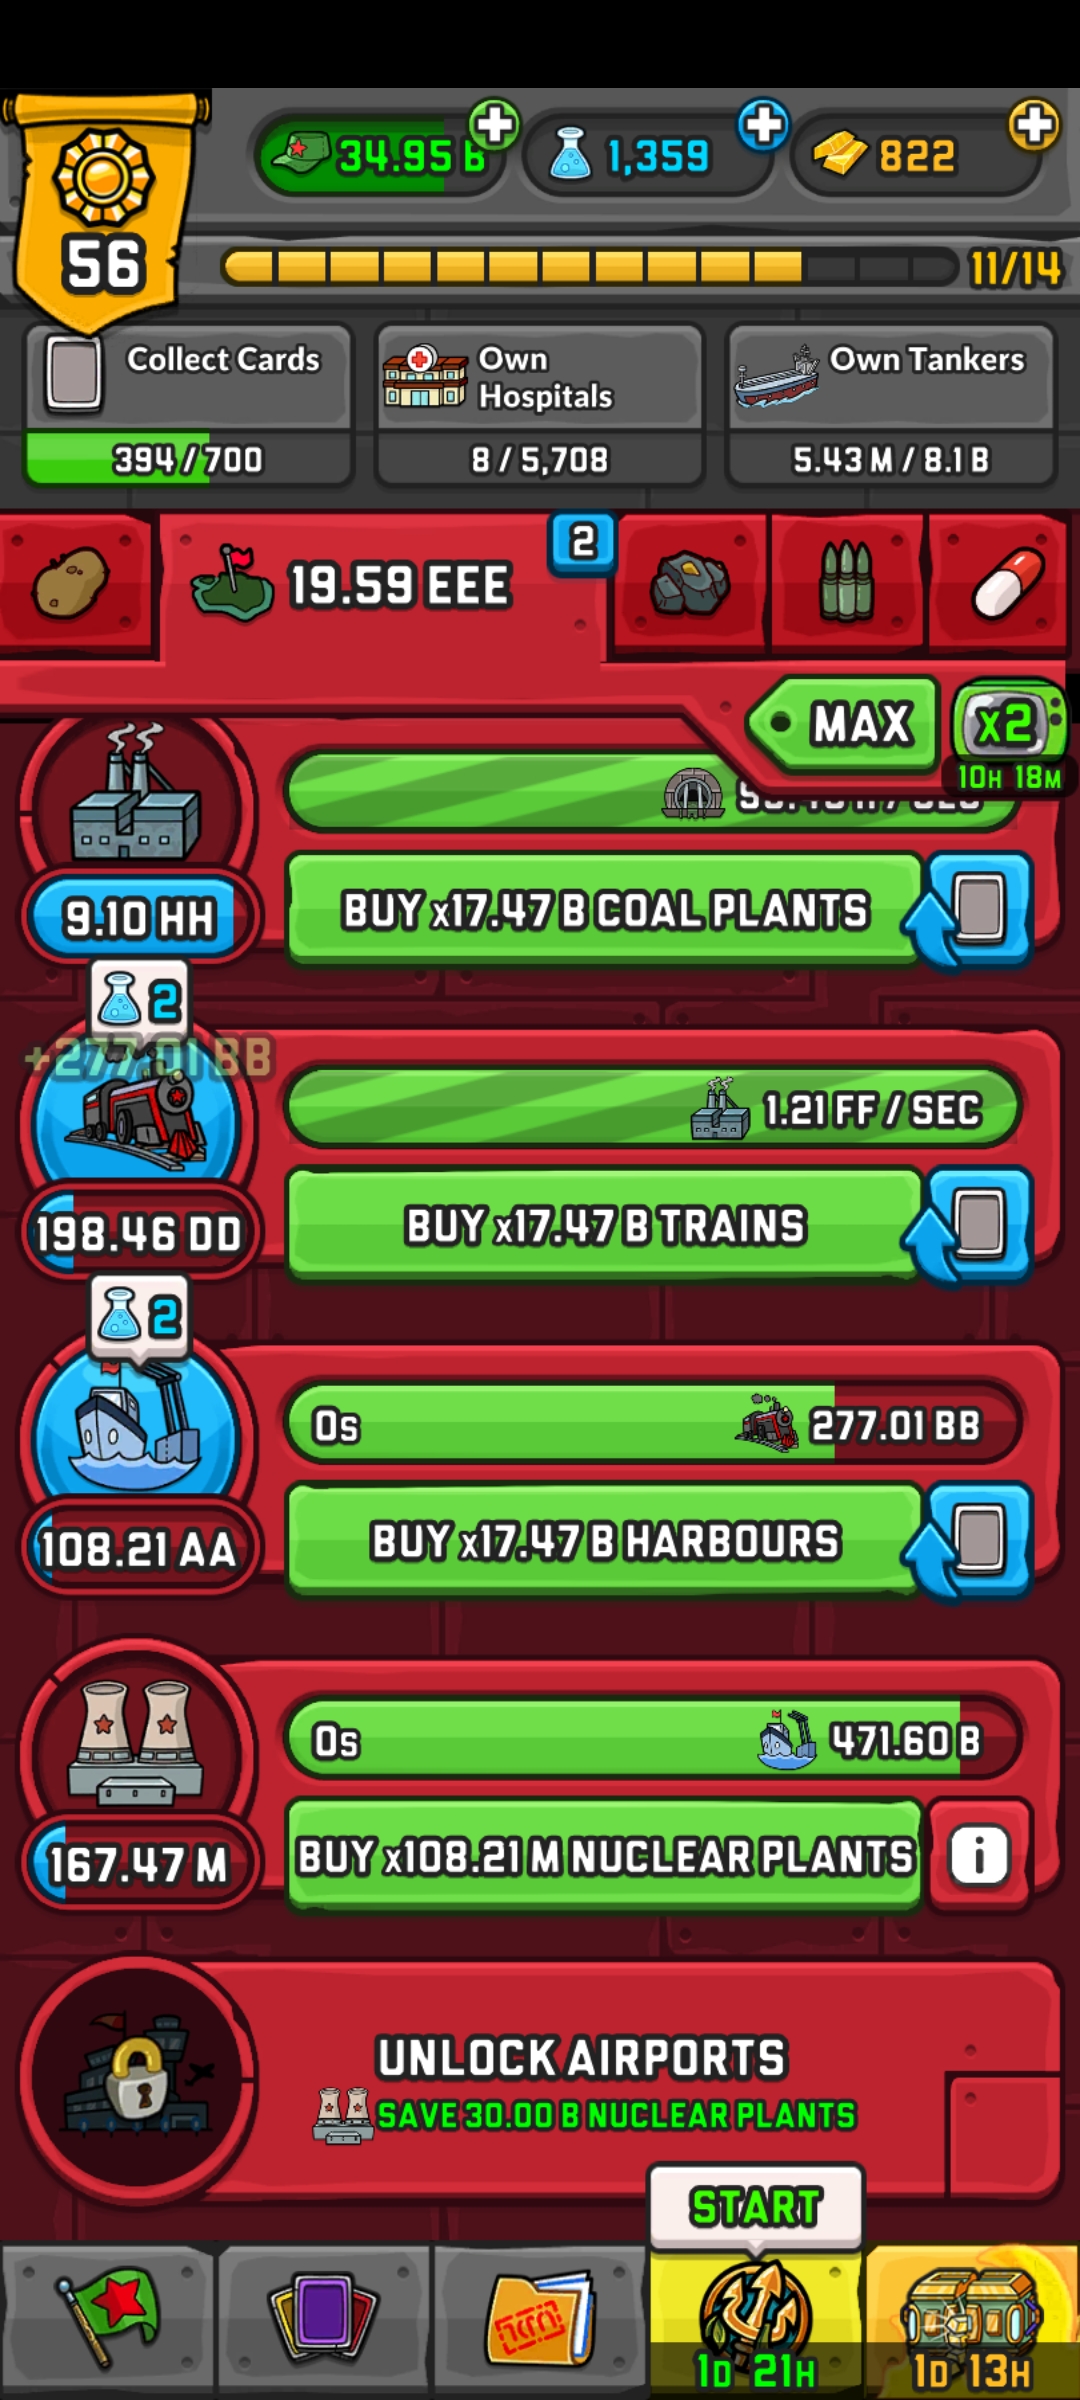 34.95 B
1,359
822
56
11/14
Collect Cards
394 / 700
Own
Hospitals
8 / 5,708
Own Tankers
5.43 M / 8.1 B
19.59 EEE
2
MAX
x2
10H 18M
9.10 HH
BUY x17.47 B COAL PLANTS
2
+277.01 BB
1.21 FF / SEC
198.46 DD
BUY x17.47 B TRAINS
2
0s
277.01 BB
108.21 AA
BUY x17.47 B HARBOURS
0s
471.60 B
167.47 M
BUY x108.21 M NUCLEAR PLANTS
i
UNLOCK AIRPORTS
SAVE 30.00 B NUCLEAR PLANTS
START
1D 21H
1D 13H